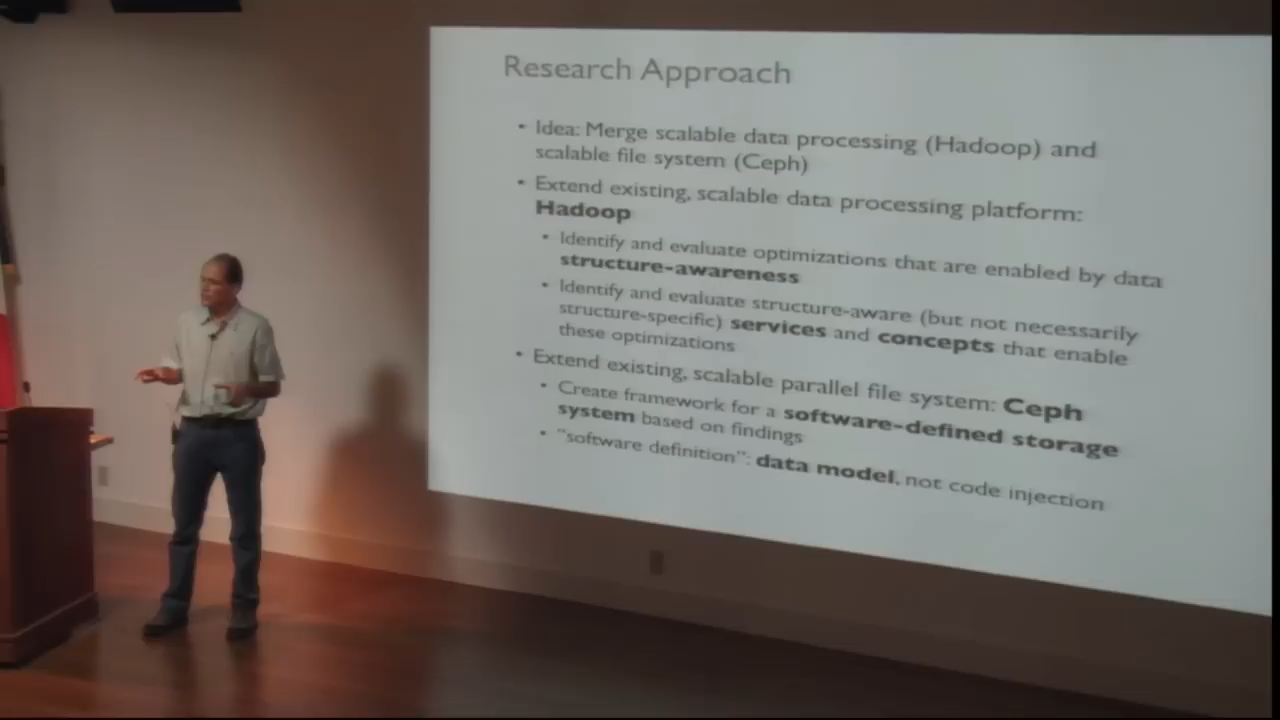 Research Approach
• Idea: Merge scalable data processing (Hadoop) and
scalable file system (Ceph)
• Extend existing, scalable data processing platform:
Hadoop
• Identify and evaluate optimizations that are enabled by data
structure-awareness
• Identify and evaluate structure-aware (but not necessarily
structure-specific) services and concepts that enable
these optimizations
• Extend existing, scalable parallel file system: Ceph
• Create framework for a software-defined storage
system based on findings
• "software definition": data model, not code injection